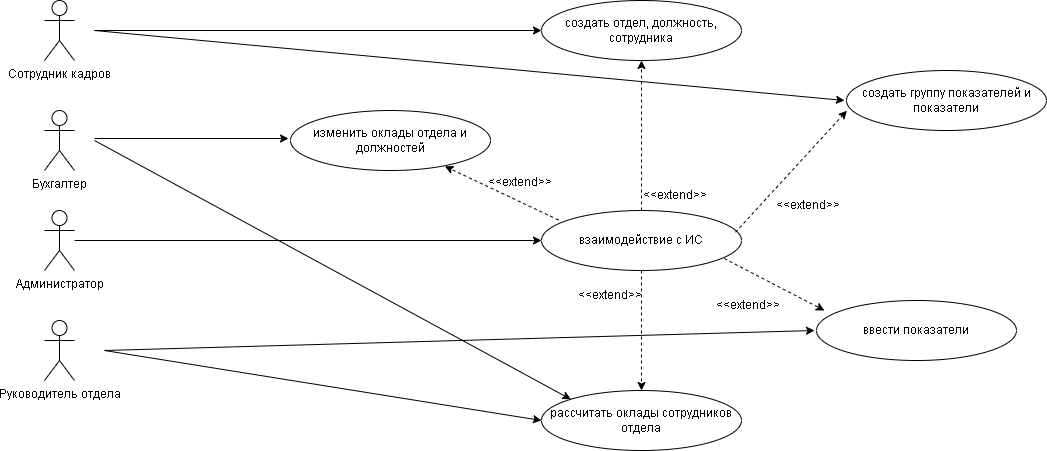 создать отдел, должность,
сотрудника
Сотрудник кадров
создать группу показателей и
показатели
изменить оклады отдела и
должностей
Бухгалтер
<<extend>>
<<extend>>
<<extend>>
взаимодействие с ИС
Администратор
<<extend>>
<<extend>>
ввести показатели
Руководитель отдела
рассчитать оклады сотрудников
отдела